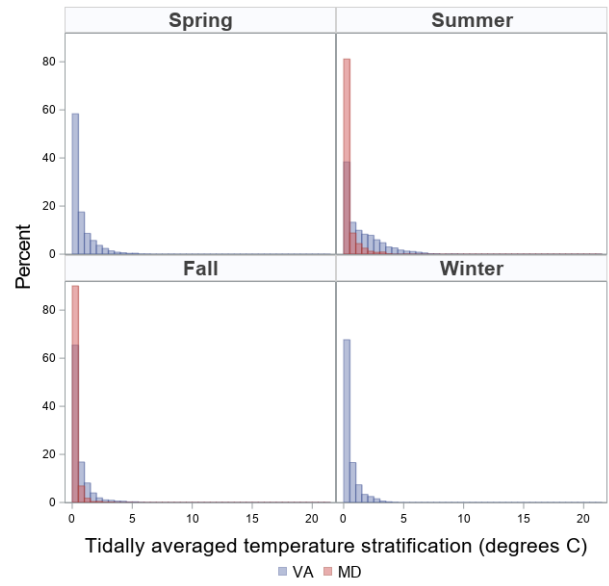 Spring Summer
80
60
40
20
0
Percent
Fall Winter
80
60
40
20
0
0 5 10 15 20 0 5 10 15 20
Tidally averaged temperature stratification (degrees C)
VA MD